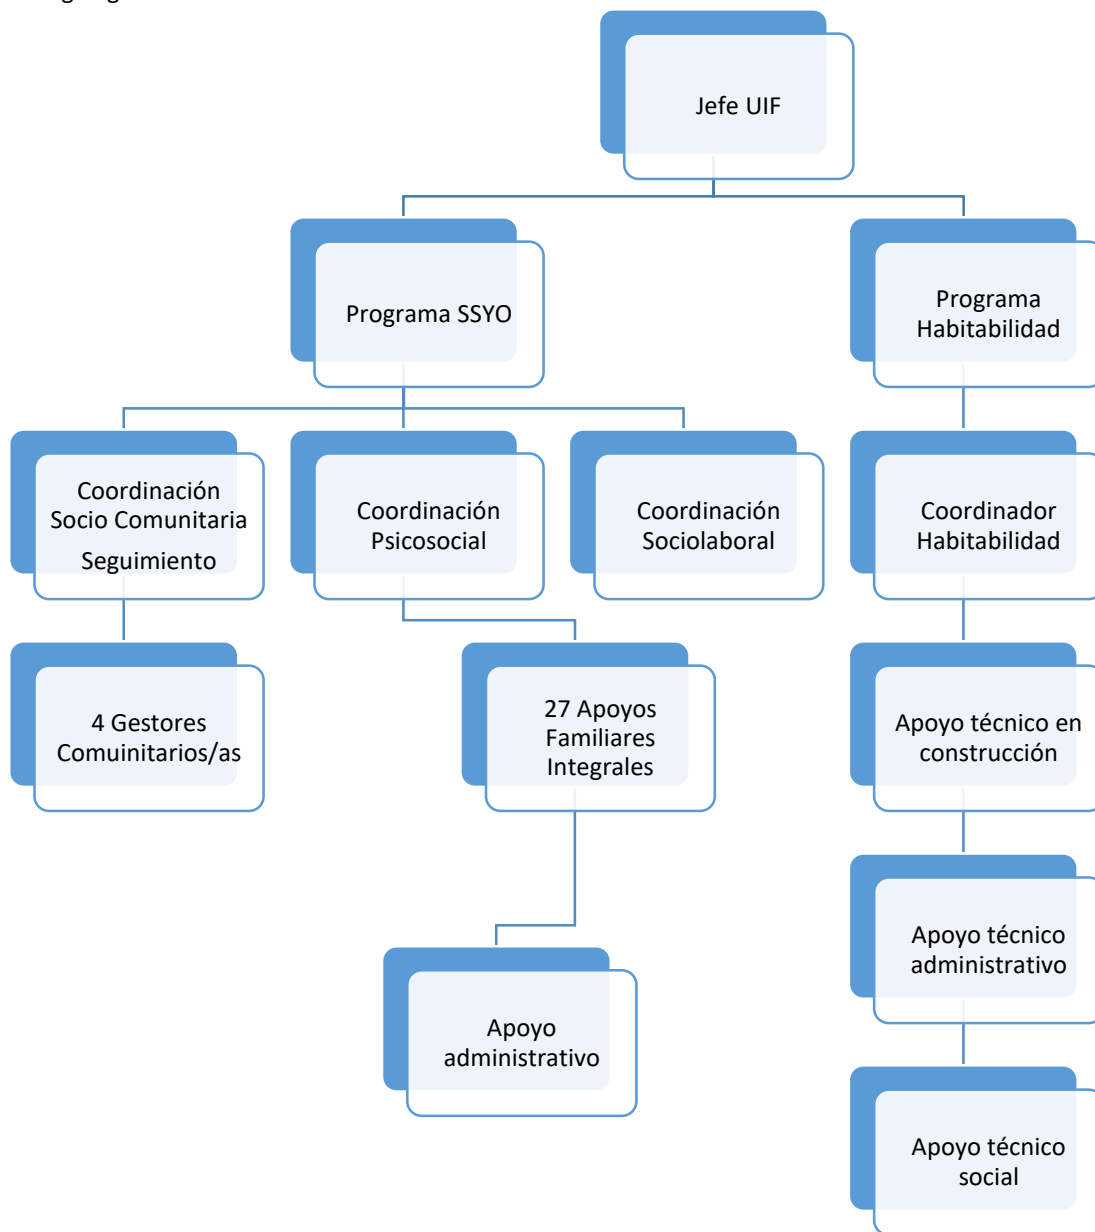 Jefe UIF
Programa SSYO
Programa
Habitabilidad
Coordinación
Socio Comunitaria
Seguimiento
Coordinación
Psicosocial
Coordinación
Sociolaboral
Coordinador
Habitabilidad
4 Gestores
Comuinitarios/as
27 Apoyos
Familiares
Integrales
Apoyo técnico en
construcción
Apoyo técnico
administrativo
Apoyo
administrativo
Apoyo técnico
social